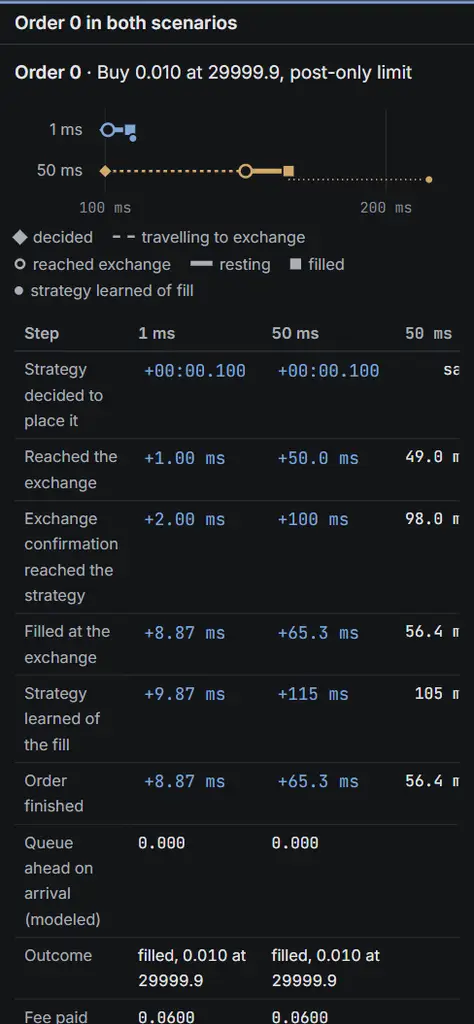 Order 0 in both scenarios
Order 0 · Buy 0.010 at 29999.9, post-only limit
1 ms
50 ms
100 ms 200 ms
decided travelling to exchange
reached exchange resting filled
strategy learned of fill
Step 1 ms 50 ms 50 ms
Strategy +00:00.100 +00:00.100
decided to
place it
Reached the +1.00 ms +50.0 ms 49.0
exchange
Exchange +2.00 ms +100 ms 98.0
confirmation
reached the
strategy
Filled at the +8.87 ms +65.3 ms 56.4
exchange
Strategy +9.87 ms +115 ms 105
learned of
the fill
Order +8.87 ms +65.3 ms 56.4
finished
Queue 0.000 0.000
ahead on
arrival
(modeled)
Outcome filled, 0.010 at filled, 0.010 at
29999.9 29999.9
Fee paid 0.0600 0.0600